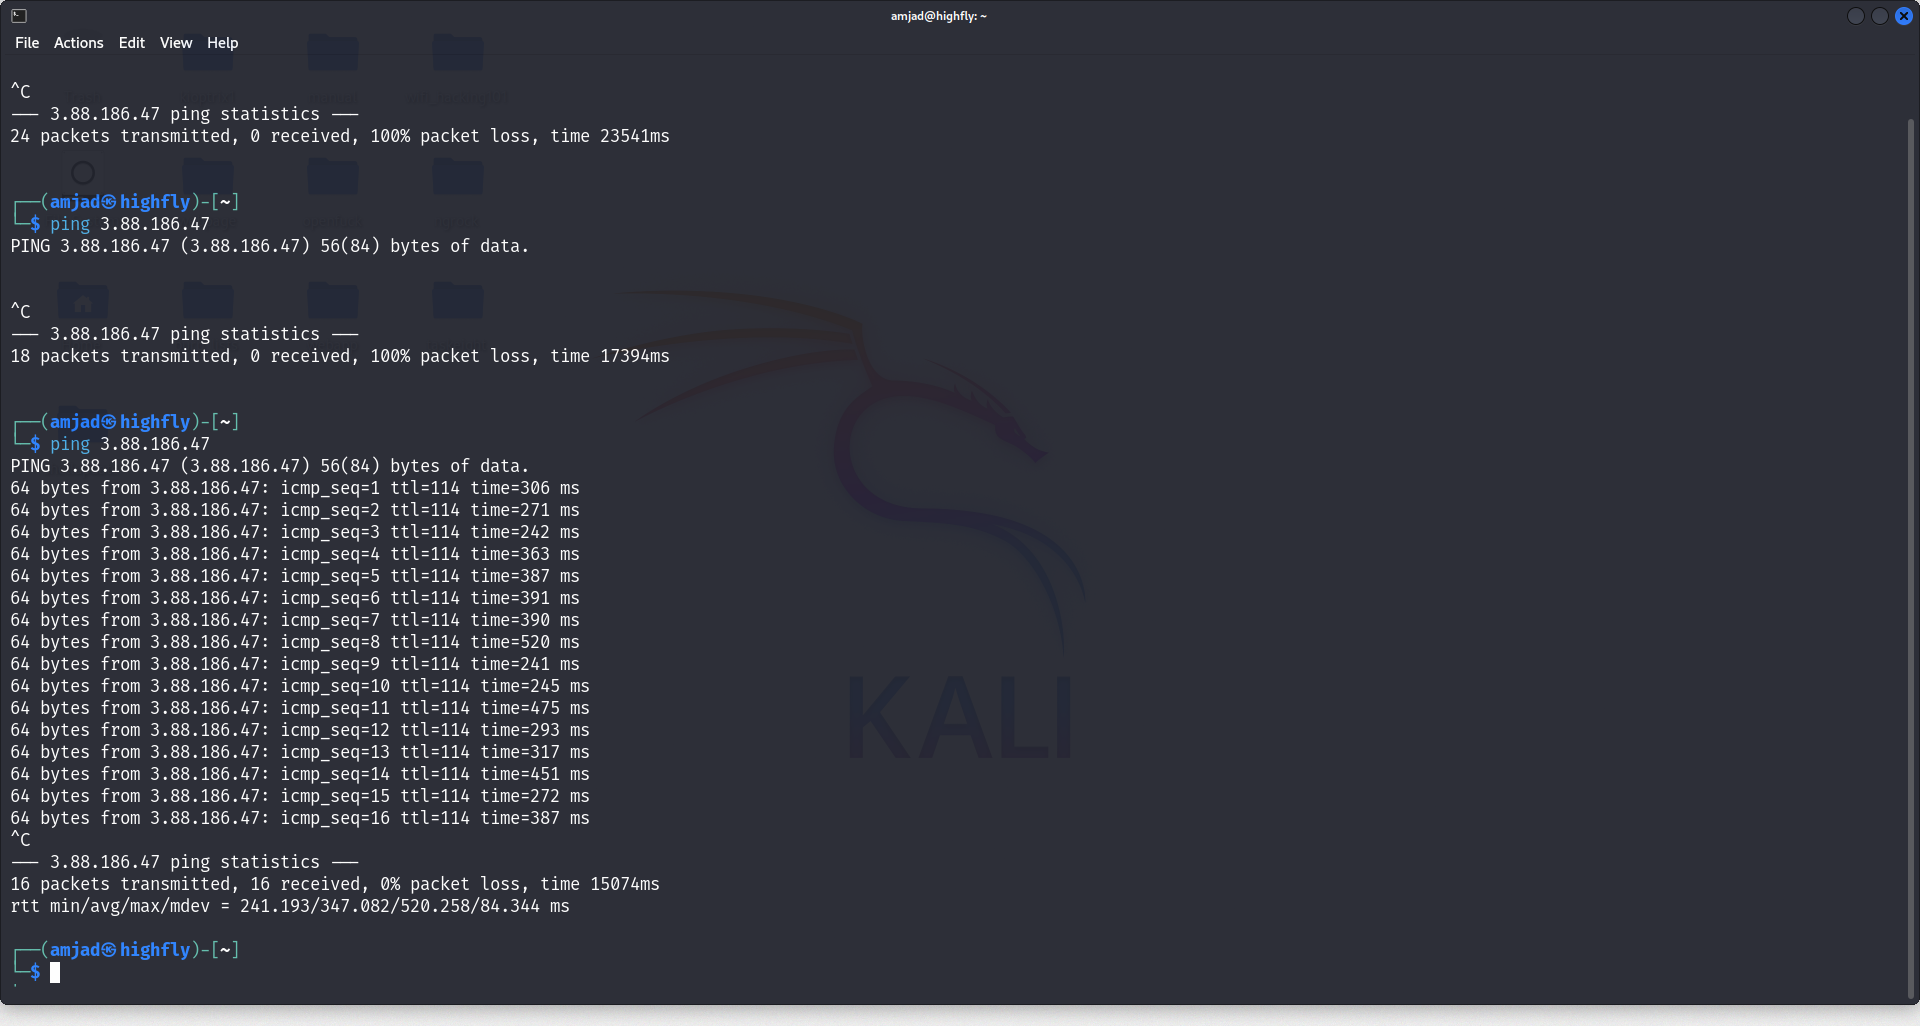 amjad@highfly: ~
File Actions Edit View Help
^C
--- 3.88.186.47 ping statistics ---
24 packets transmitted, 0 received, 100% packet loss, time 23541ms
┌──(amjad㉿highfly)-[~]
└─$ ping 3.88.186.47
PING 3.88.186.47 (3.88.186.47) 56(84) bytes of data.
^C
--- 3.88.186.47 ping statistics ---
18 packets transmitted, 0 received, 100% packet loss, time 17394ms
┌──(amjad㉿highfly)-[~]
└─$ ping 3.88.186.47
PING 3.88.186.47 (3.88.186.47) 56(84) bytes of data.
64 bytes from 3.88.186.47: icmp_seq=1 ttl=114 time=306 ms
64 bytes from 3.88.186.47: icmp_seq=2 ttl=114 time=271 ms
64 bytes from 3.88.186.47: icmp_seq=3 ttl=114 time=242 ms
64 bytes from 3.88.186.47: icmp_seq=4 ttl=114 time=363 ms
64 bytes from 3.88.186.47: icmp_seq=5 ttl=114 time=387 ms
64 bytes from 3.88.186.47: icmp_seq=6 ttl=114 time=391 ms
64 bytes from 3.88.186.47: icmp_seq=7 ttl=114 time=390 ms
64 bytes from 3.88.186.47: icmp_seq=8 ttl=114 time=520 ms
64 bytes from 3.88.186.47: icmp_seq=9 ttl=114 time=241 ms
64 bytes from 3.88.186.47: icmp_seq=10 ttl=114 time=245 ms
64 bytes from 3.88.186.47: icmp_seq=11 ttl=114 time=475 ms
64 bytes from 3.88.186.47: icmp_seq=12 ttl=114 time=293 ms
64 bytes from 3.88.186.47: icmp_seq=13 ttl=114 time=317 ms
64 bytes from 3.88.186.47: icmp_seq=14 ttl=114 time=451 ms
64 bytes from 3.88.186.47: icmp_seq=15 ttl=114 time=272 ms
64 bytes from 3.88.186.47: icmp_seq=16 ttl=114 time=387 ms
^C
--- 3.88.186.47 ping statistics ---
16 packets transmitted, 16 received, 0% packet loss, time 15074ms
rtt min/avg/max/mdev = 241.193/347.082/520.258/84.344 ms
┌──(amjad㉿highfly)-[~]
└─$
KALI